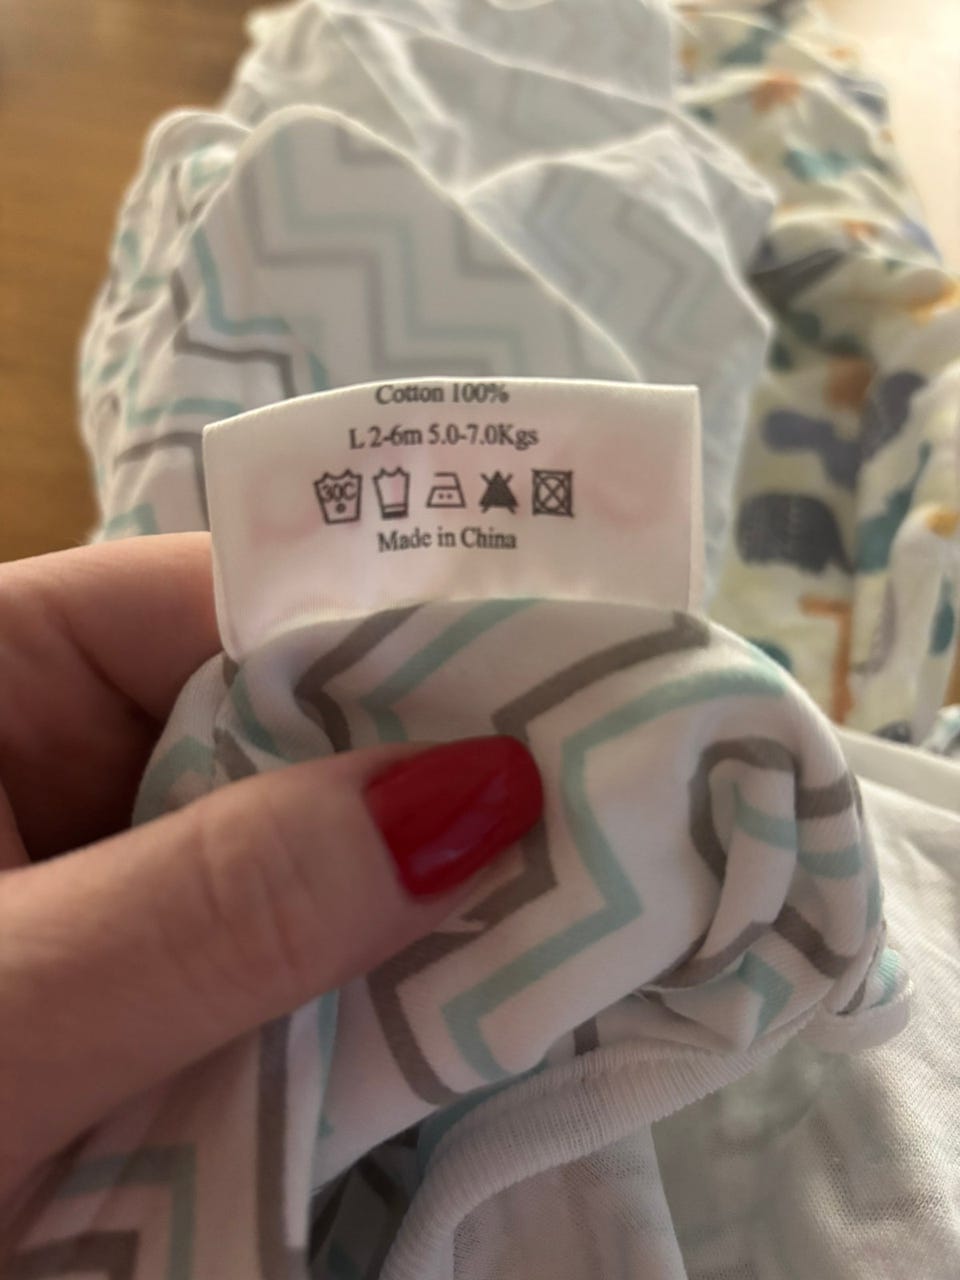 Cotton 100%
L 2-6m 5.0-7.0Kgs
30C
Made in China